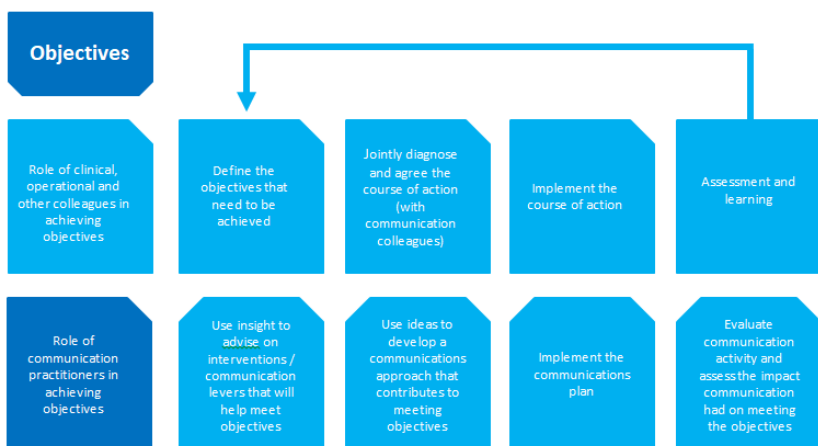 Objectives
Role of clinical,
operational and
other colleagues in
achieving
objectives
Define the
objectives that
need to be
achieved
Jointly diagnose
and agree the
course of action
(with
communication
colleagues)
Implement the
course of action
Assessment and
learning
Role of
communication
practitioners in
achieving
objectives
Use insight to
advise on
interventions /
communication
levers that will
help meet
objectives
Use ideas to
develop a
communications
approach that
contributes to
meeting
objectives
Implement the
communications
plan
Evaluate
communication
activity and
assess the impact
communication
had on meeting
the objectives